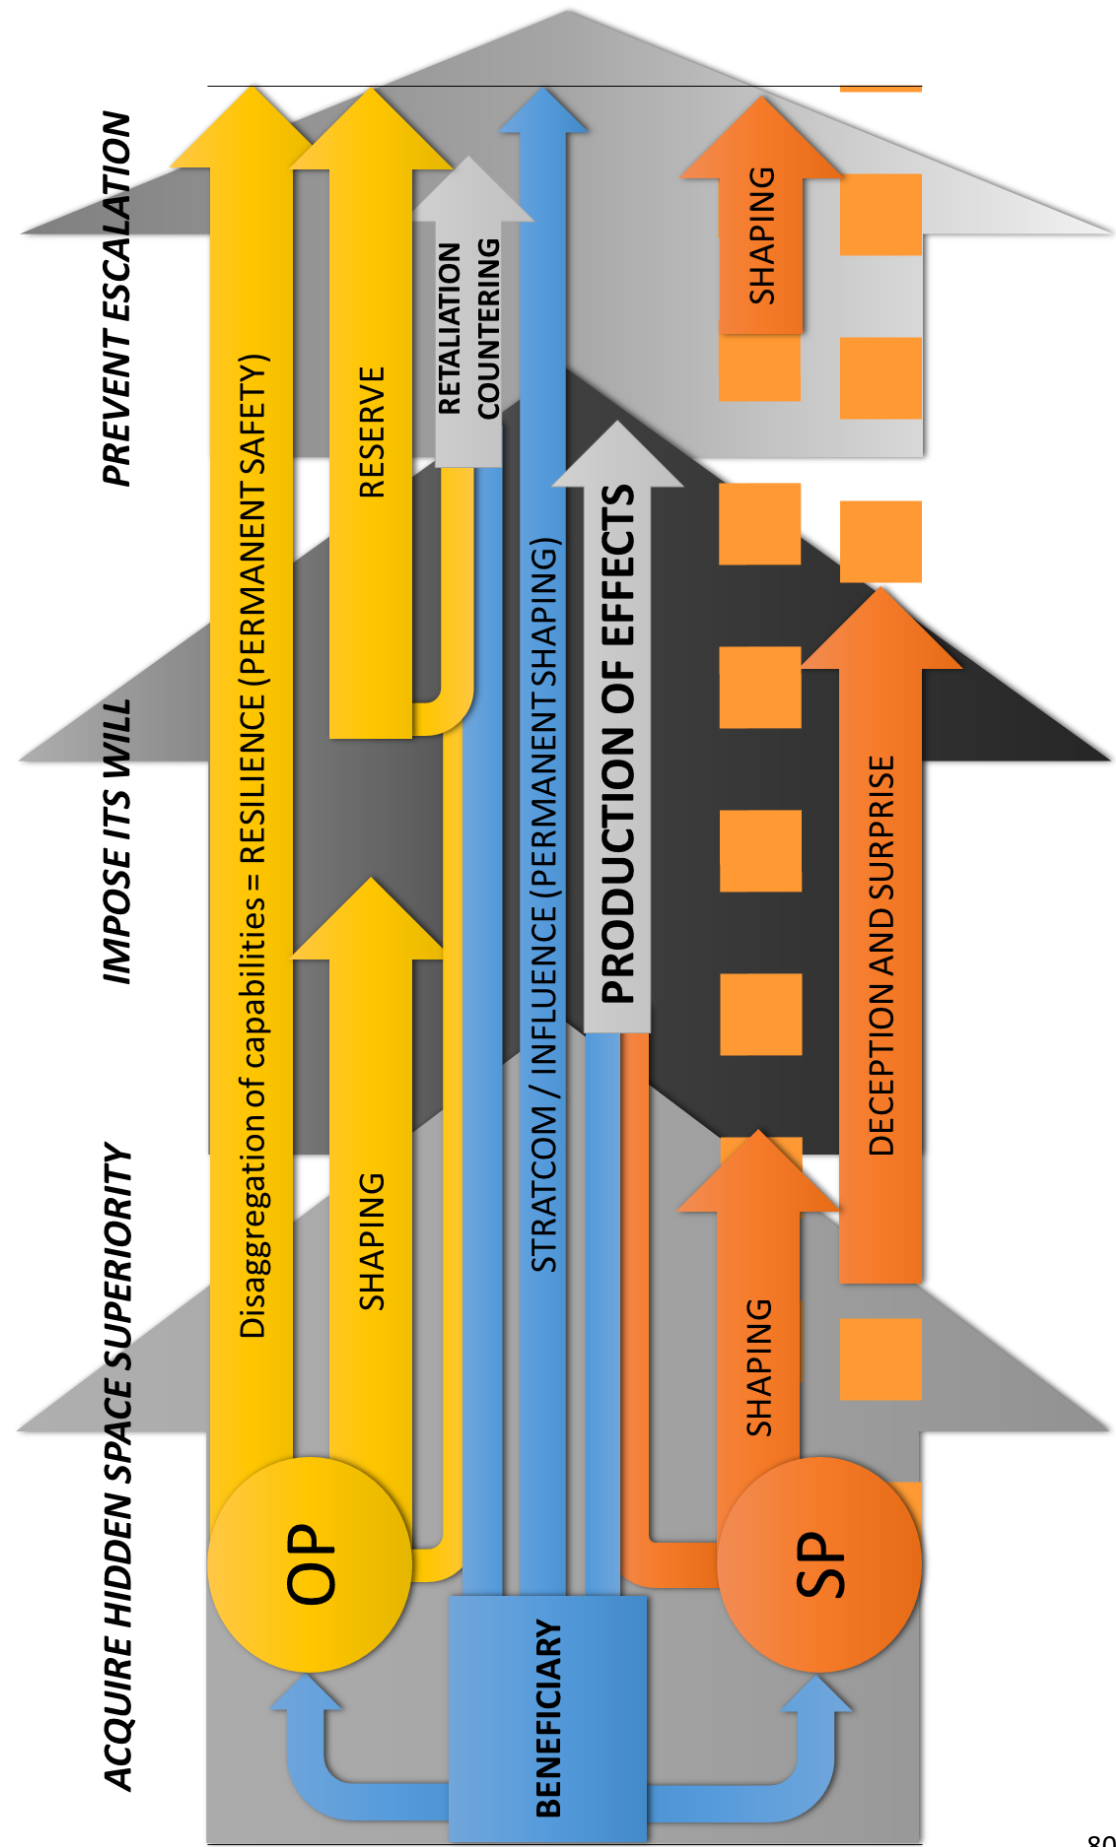 ACQUIRE HIDDEN SPACE SUPERIORITY
IMPOSE ITS WILL
PREVENT ESCALATION
OP
Disaggregation of capabilities = RESILIENCE (PERMANENT SAFETY)
SHAPING
RESERVE
RETALIATION
COUNTERING
BENEFICIARY
STRATCOM / INFLUENCE (PERMANENT SHAPING)
PRODUCTION OF EFFECTS
SP
SHAPING
SHAPING
DECEPTION AND SURPRISE
80